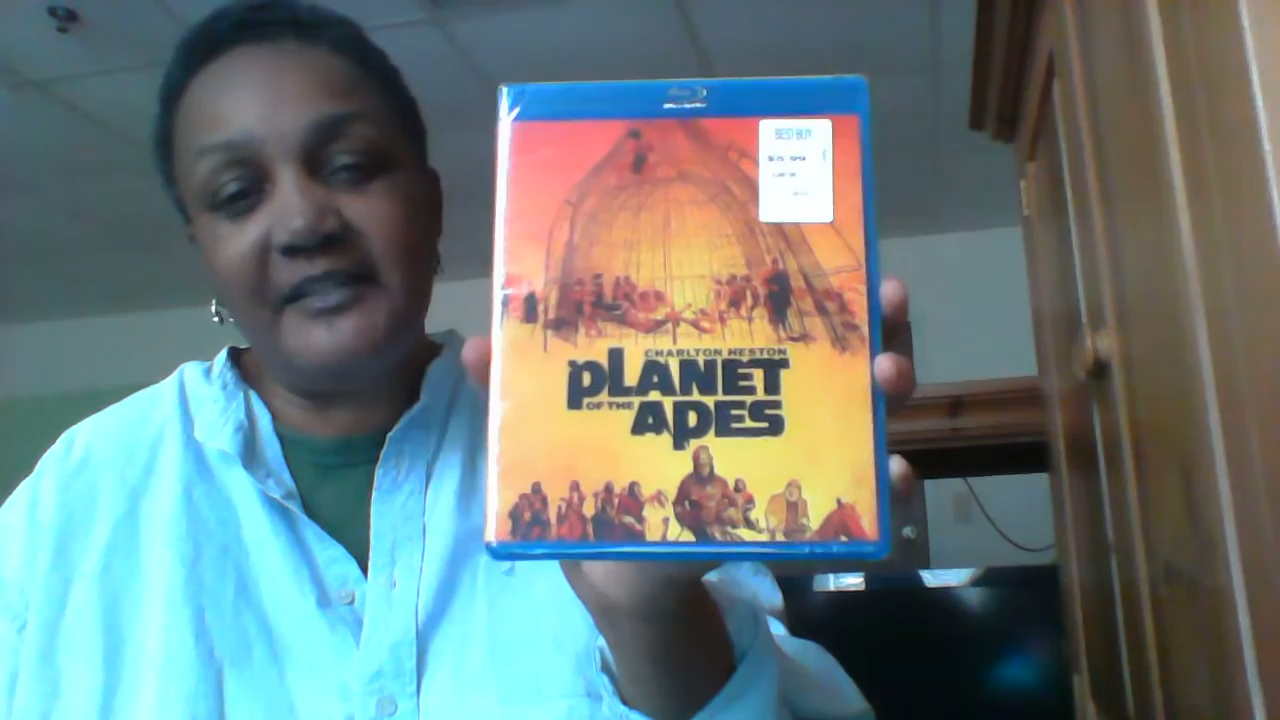 BEST BUY
CHARLTON HESTON
PLANET
OF THE
APES